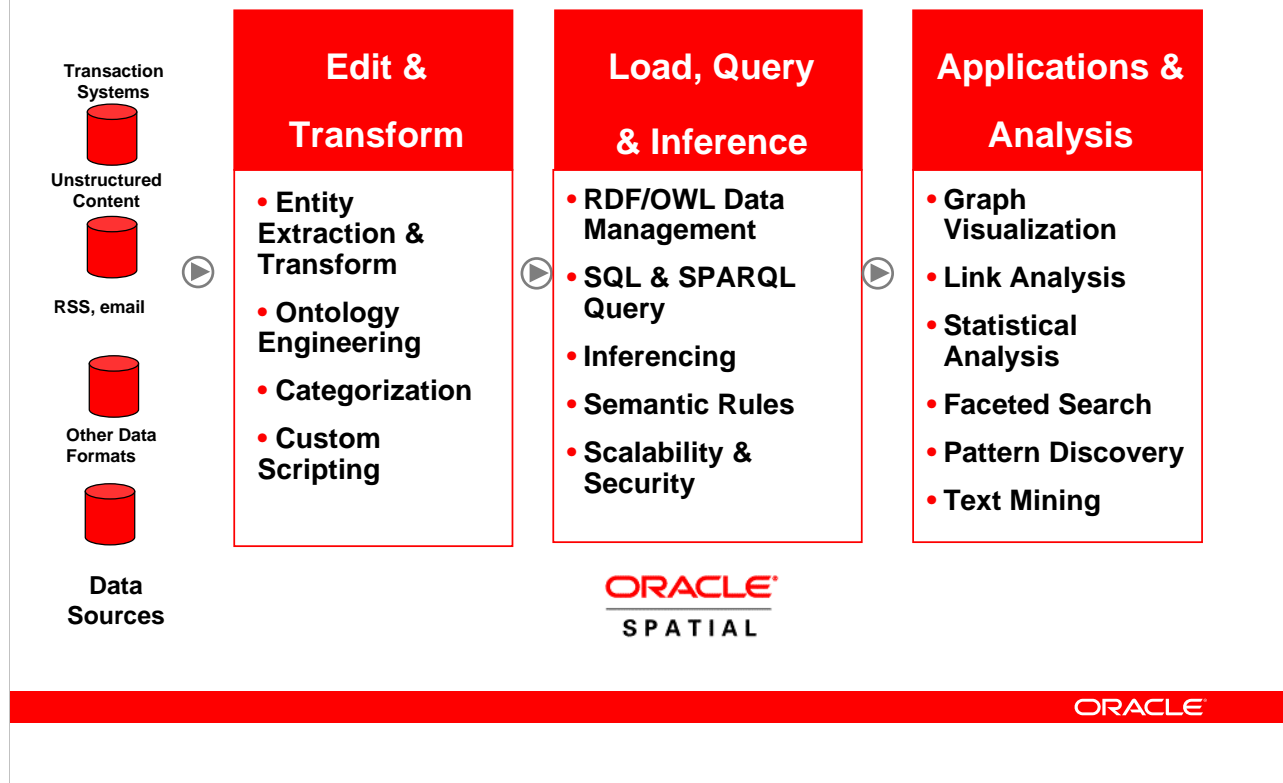 Transaction
Systems
Unstructured
Content
RSS, email
Other Data
Formats
Data
Sources
Edit &
Transform
• Entity
Extraction &
Transform
• Ontology
Engineering
• Categorization
• Custom
Scripting
Load, Query
& Inference
• RDF/OWL Data
Management
• SQL & SPARQL
Query
• Inferencing
• Semantic Rules
• Scalability &
Security
Applications &
Analysis
• Graph
Visualization
• Link Analysis
• Statistical
Analysis
• Faceted Search
• Pattern Discovery
• Text Mining
ORACLE®
SPATIAL
ORACLE®